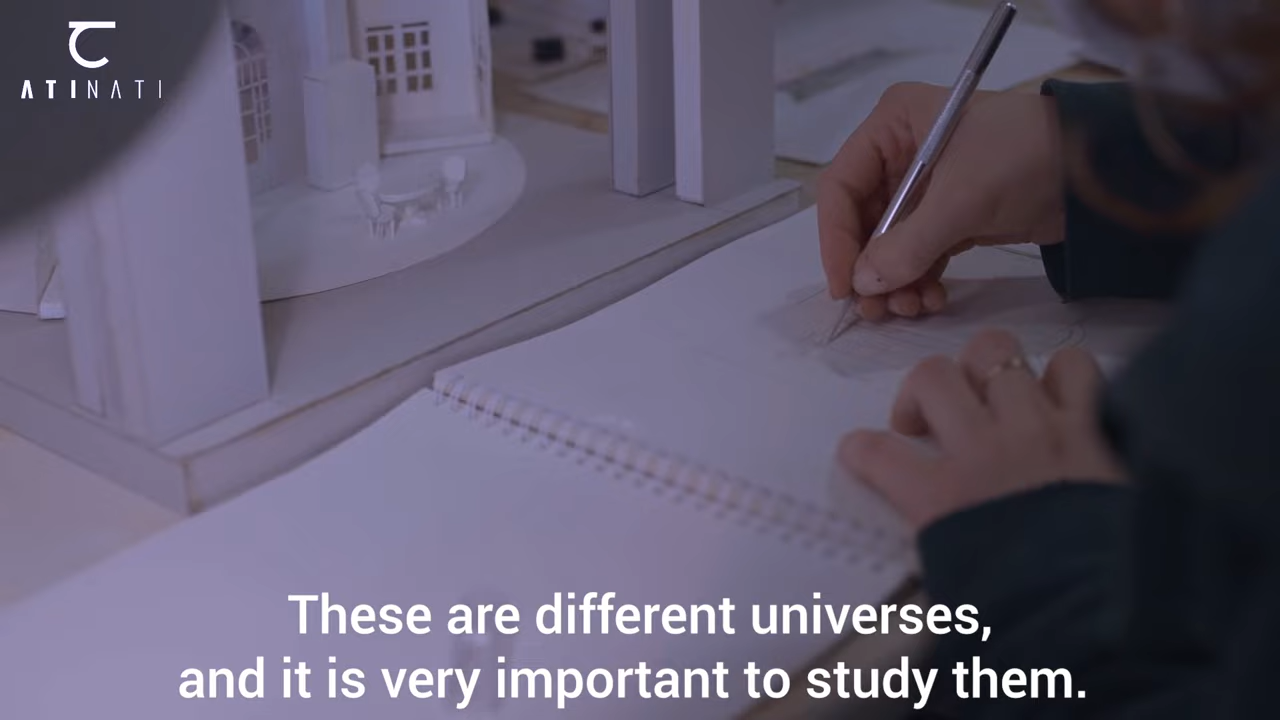 ATINATI
These are different universes,
and it is very important to study them.